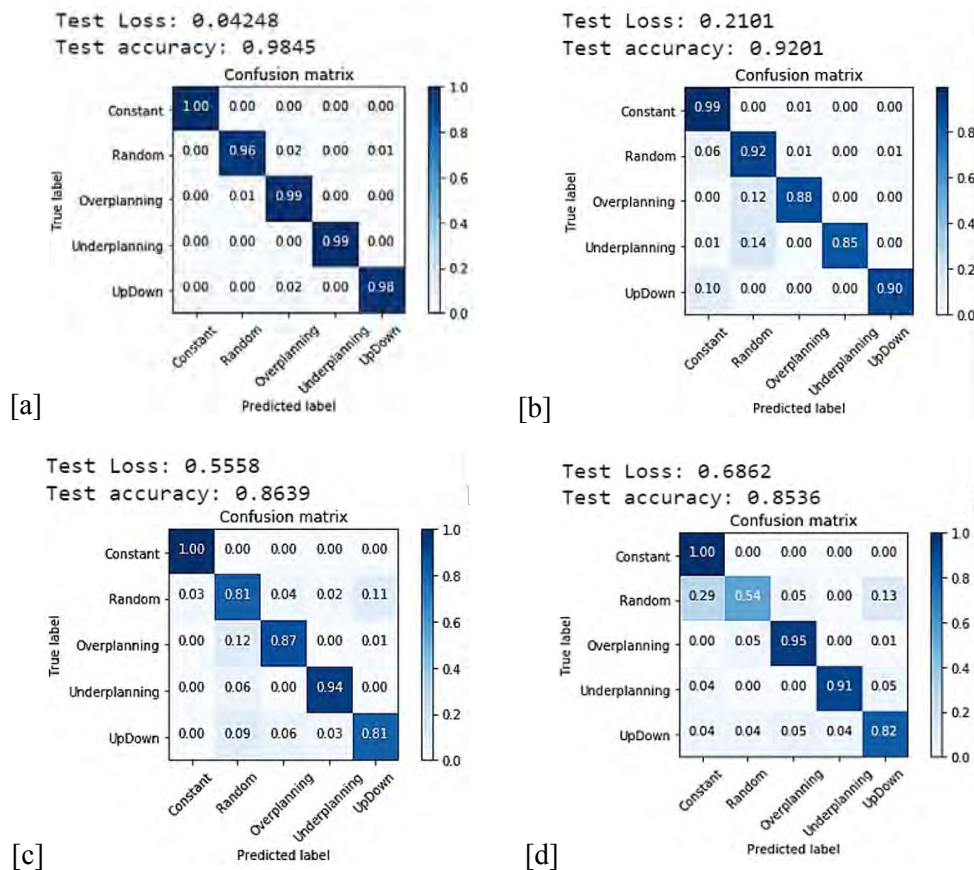 Test Loss: 0.04248
Test accuracy: 0.9845
Confusion matrix
True label
Constant 1.00 0.00 0.00 0.00 0.00
Random 0.00 0.96 0.02 0.00 0.01
Overplanning 0.00 0.01 0.99 0.00 0.00
Underplanning 0.00 0.00 0.00 0.99 0.00
UpDown 0.00 0.00 0.02 0.00 0.98
Constant Random Overplanning Underplanning UpDown
Predicted label
1.0
0.8
0.6
0.4
0.2
0.0
[a]
Test Loss: 0.2101
Test accuracy: 0.9201
Confusion matrix
True label
Constant 0.99 0.00 0.01 0.00 0.00
Random 0.06 0.92 0.01 0.00 0.01
Overplanning 0.00 0.12 0.88 0.00 0.00
Underplanning 0.01 0.14 0.00 0.85 0.00
UpDown 0.10 0.00 0.00 0.00 0.90
Constant Random Overplanning Underplanning UpDown
Predicted label
0.8
0.6
0.4
0.2
0.0
[b]
Test Loss: 0.5558
Test accuracy: 0.8639
Confusion matrix
True label
Constant 1.00 0.00 0.00 0.00 0.00
Random 0.03 0.81 0.04 0.02 0.11
Overplanning 0.00 0.12 0.87 0.00 0.01
Underplanning 0.00 0.06 0.00 0.94 0.00
UpDown 0.00 0.09 0.06 0.03 0.81
Constant Random Overplanning Underplanning UpDown
Predicted label
1.0
0.8
0.6
0.4
0.2
0.0
[c]
Test Loss: 0.6862
Test accuracy: 0.8536
Confusion matrix
True label
Constant 1.00 0.00 0.00 0.00 0.00
Random 0.29 0.54 0.05 0.00 0.13
Overplanning 0.00 0.05 0.95 0.00 0.01
Underplanning 0.04 0.00 0.00 0.91 0.05
UpDown 0.04 0.04 0.05 0.04 0.82
Constant Random Overplanning Underplanning UpDown
Predicted label
1.0
0.8
0.6
0.4
0.2
0.0
[d]